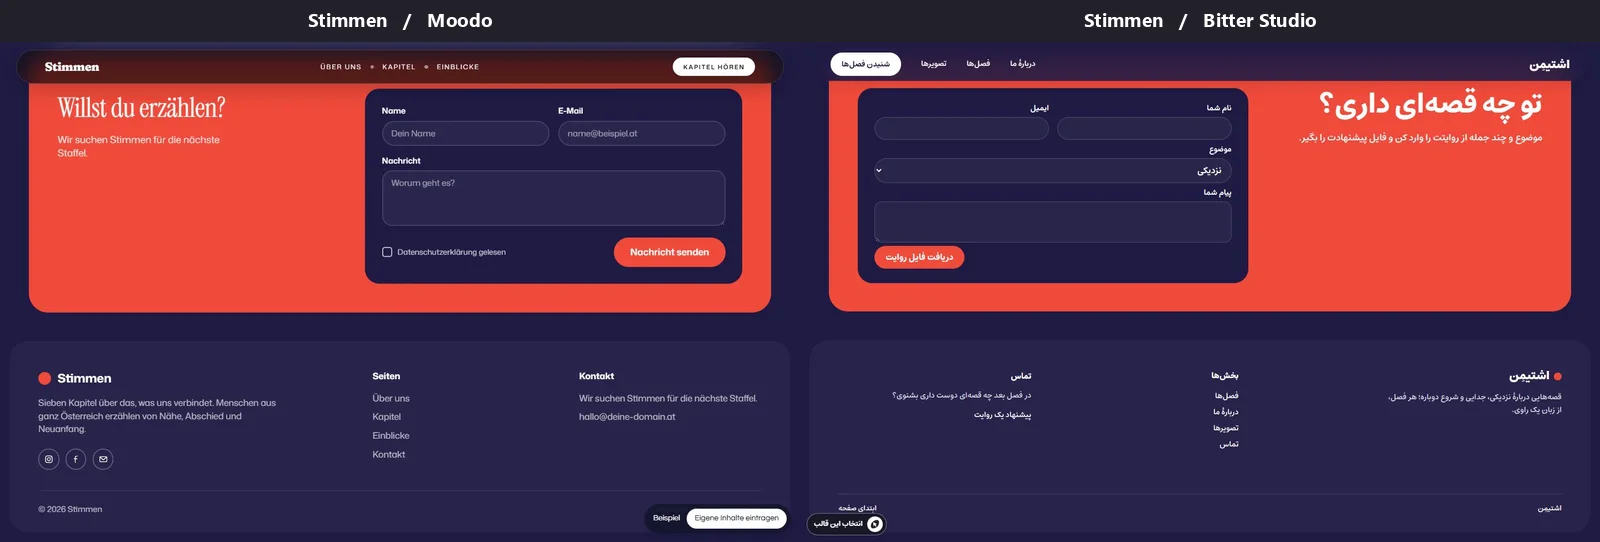 Stimmen / Moodo
Stimmen
ÜBER UNS
KAPITEL
EINBLICKE
KAPITEL HÖREN
Willst du erzählen?
Wir suchen Stimmen für die nächste
Staffel.
Name
E-Mail
Dein Name
name@beispiel.at
Nachricht
Worum geht es?
Datenschutzerklärung gelesen
Nachricht senden
Stimmen
Sieben Kapitel über das, was uns verbindet. Menschen aus
ganz Österreich erzählen von Nähe, Abschied und
Neuanfang.
Seiten
Über uns
Kapitel
Einblicke
Kontakt
Kontakt
Wir suchen Stimmen für die nächste Staffel.
hallo@deine-domain.at
© 2026 Stimmen
Beispiel
Eigene Inhalte eintragen
Stimmen / Bitter Studio
اشتیمِن
دربارهٔ ما
فصل‌ها
تصویرها
شنیدن فصل‌ها
تو چه قصه‌ای داری؟
موضوع و چند جمله از روایتت را وارد کن و فایل پیشنهادت را بگیر.
نام شما
ایمیل
موضوع
نزدیکی
پیام شما
دریافت فایل روایت
اشتیمِن
قصه‌هایی دربارهٔ نزدیکی، جدایی و شروع دوباره؛ هر فصل،
از زبان یک راوی.
بخش‌ها
فصل‌ها
دربارهٔ ما
تصویرها
تماس
تماس
در فصل بعد چه قصه‌ای دوست داری بشنوی؟
پیشنهاد یک روایت
اشتیمِن
ابتدای صفحه
انتخاب این قالب